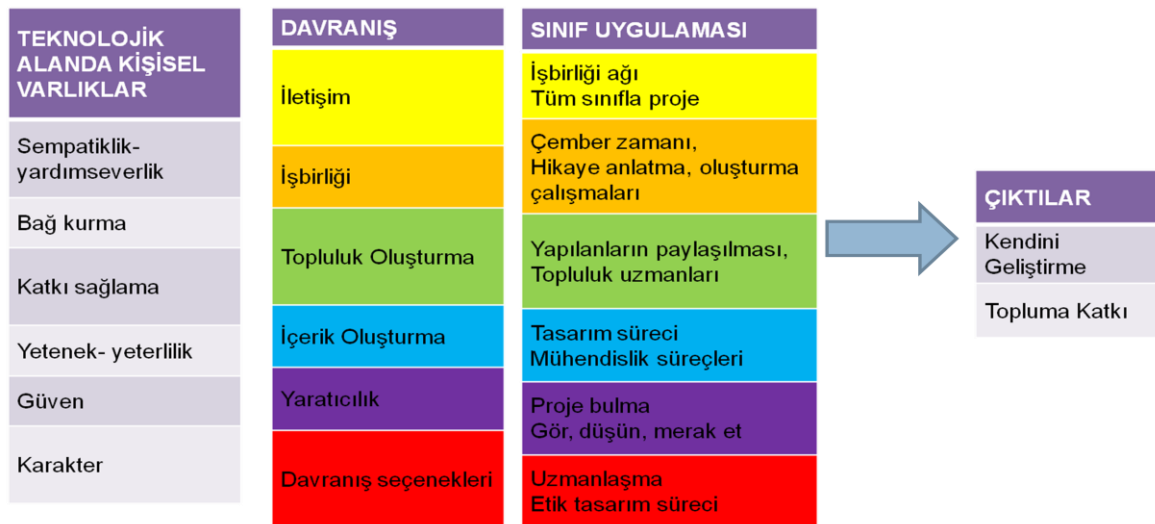 TEKNOLOJİK
ALANDA KİŞİSEL
VARLIKLAR
Sempatiklik-
yardımseverlik
Bağ kurma
Katkı sağlama
Yetenek- yeterlilik
Güven
Karakter
DAVRANIŞ
İletişim
İşbirliği
Topluluk Oluşturma
İçerik Oluşturma
Yaratıcılık
Davranış seçenekleri
SINIF UYGULAMASI
İşbirliği ağı
Tüm sınıfla proje
Çember zamanı,
Hikaye anlatma, oluşturma
çalışmaları
Yapılanların paylaşılması,
Topluluk uzmanları
Tasarım süreci
Mühendislik süreçleri
Proje bulma
Gör, düşün, merak et
Uzmanlaşma
Etik tasarım süreci
ÇIKTILAR
Kendini
Geliştirme
Topluma Katkı